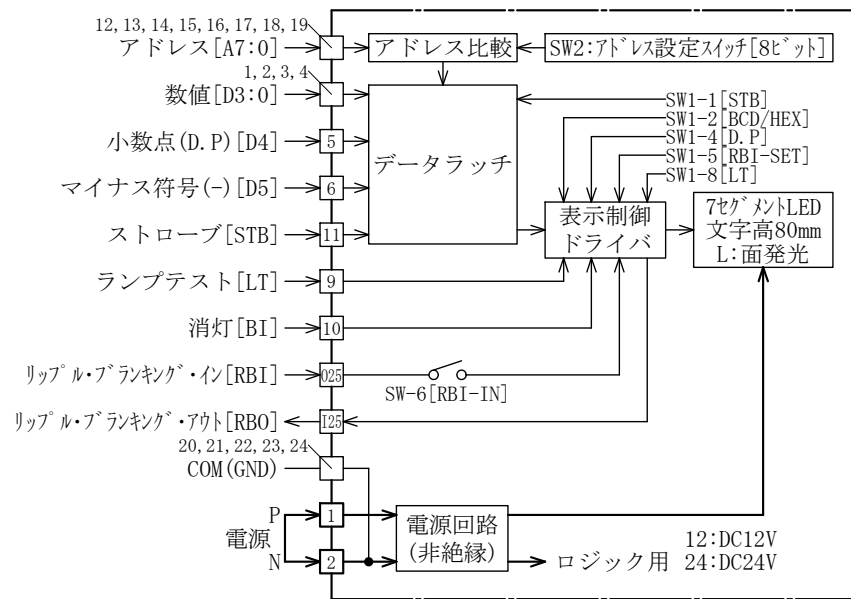 12, 13, 14, 15, 16, 17, 18, 19
アドレス[A7:0]
アドレス比較
SW2:アドレス設定スイッチ[8ビット]
1, 2, 3, 4
数値[D3:0]
SW1-1[STB]
SW1-2[BCD/HEX]
小数点(D.P)[D4]
5
データラッチ
SW1-4[D.P]
SW1-5[RBI-SET]
マイナス符号(-)[D5]
6
SW1-8[LT]
ストローブ[STB]
11
表示制御
ドライバ
7セグメントLED
文字高80mm
L:面発光
ランプテスト[LT]
9
消灯[BI]
10
リップル・ブランキング・イン[RBI]
O25
SW-6[RBI-IN]
リップル・ブランキング・アウト[RBO]
I25
20, 21, 22, 23, 24
COM(GND)
P
1
電源
N
2
電源回路
(非絶縁)
ロジック用
12:DC12V
24:DC24V